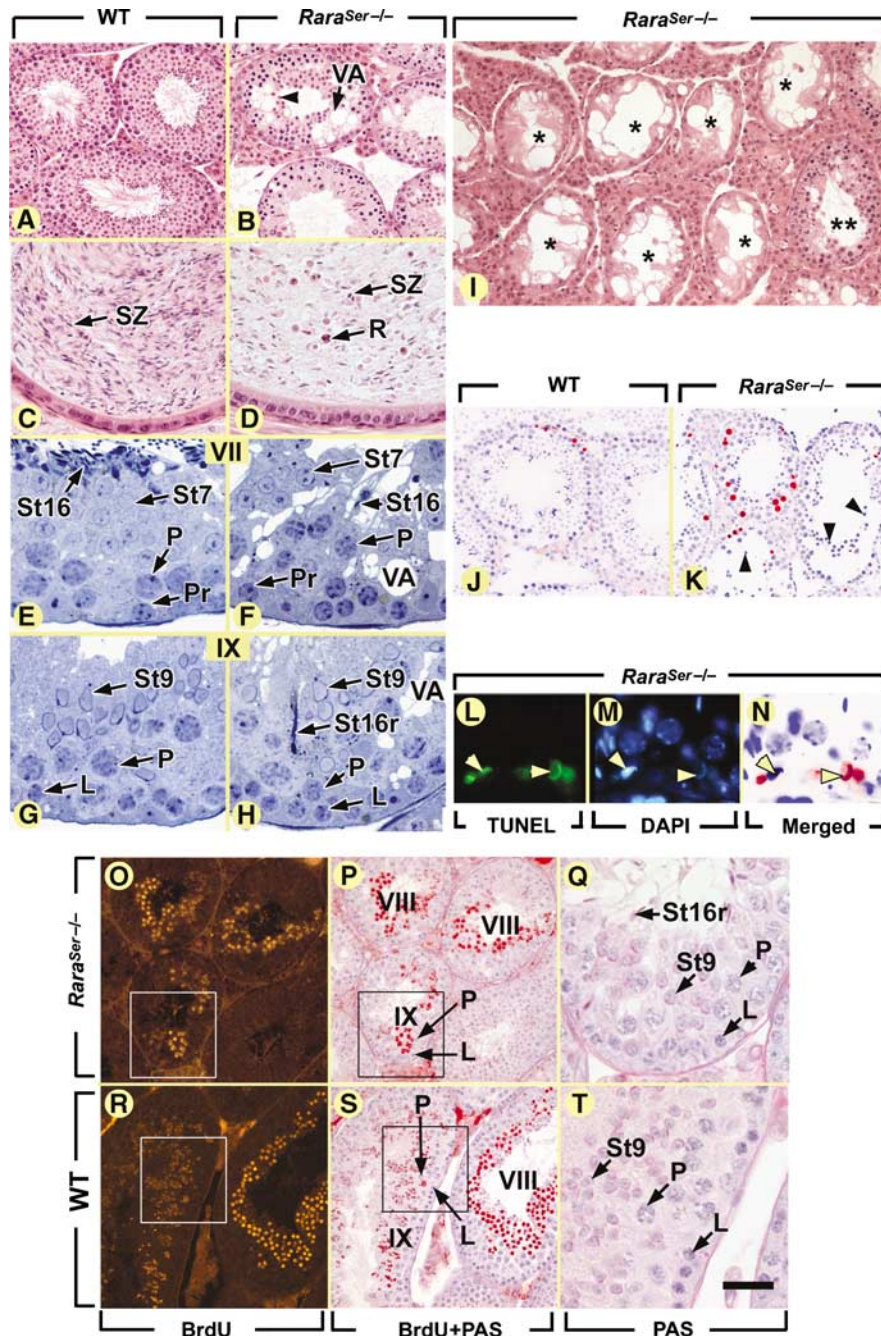 WT Rara^Ser–/– Rara^Ser–/–
VA
A B I
* * * *
* * * **
SZ SZ
R
C D
WT Rara^Ser–/–
VII
St16 St7 St7
St16
P P
Pr Pr VA
E F J K
IX
St9 St9 VA
St16r
P P
L L
G H
Rara^Ser–/–
L M N
TUNEL DAPI Merged
Rara^Ser–/–
O P Q
VIII VIII St16r
St9 P
IX P
L L
WT
R S T
P St9
VIII P
L L
IX
BrdU BrdU+PAS PAS